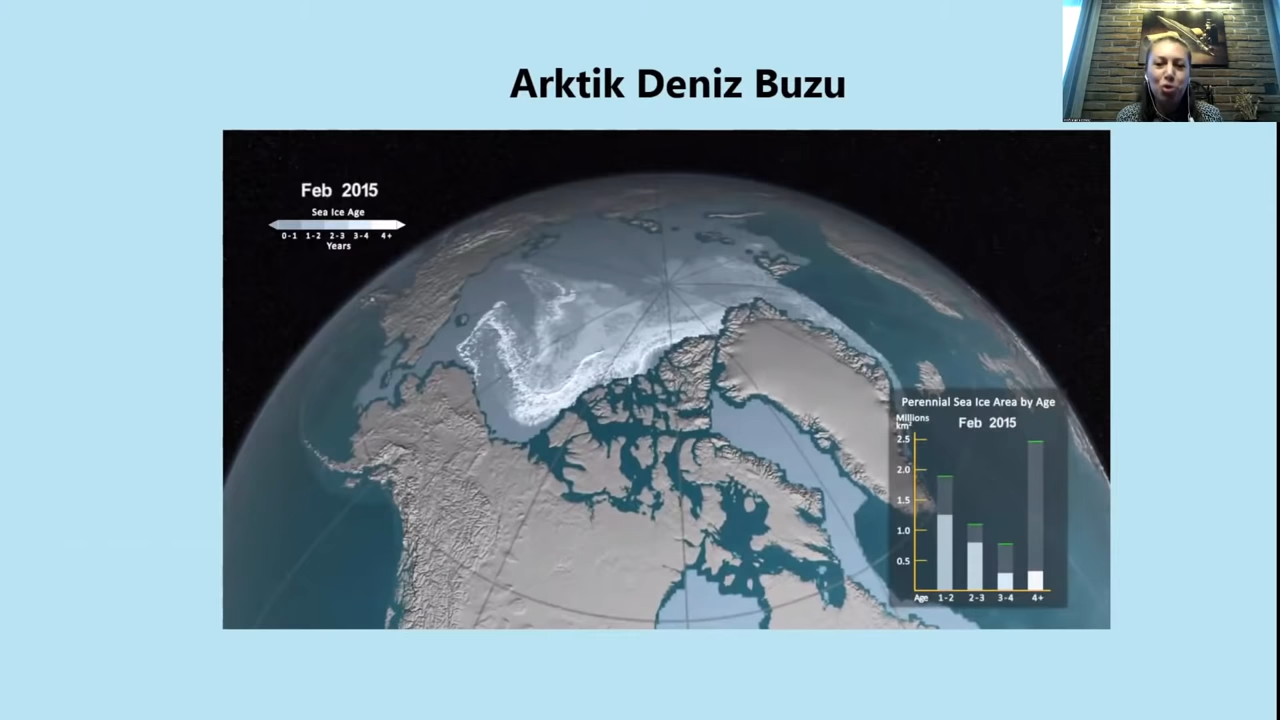 Arktik Deniz Buzu
Feb 2015
Sea Ice Age
0-1 1-2 2-3 3-4 4+
Years
Perennial Sea Ice Area by Age
Millions
km²
Feb 2015
2.5
2.0
1.5
1.0
0.5
Age 1-2 2-3 3-4 4+